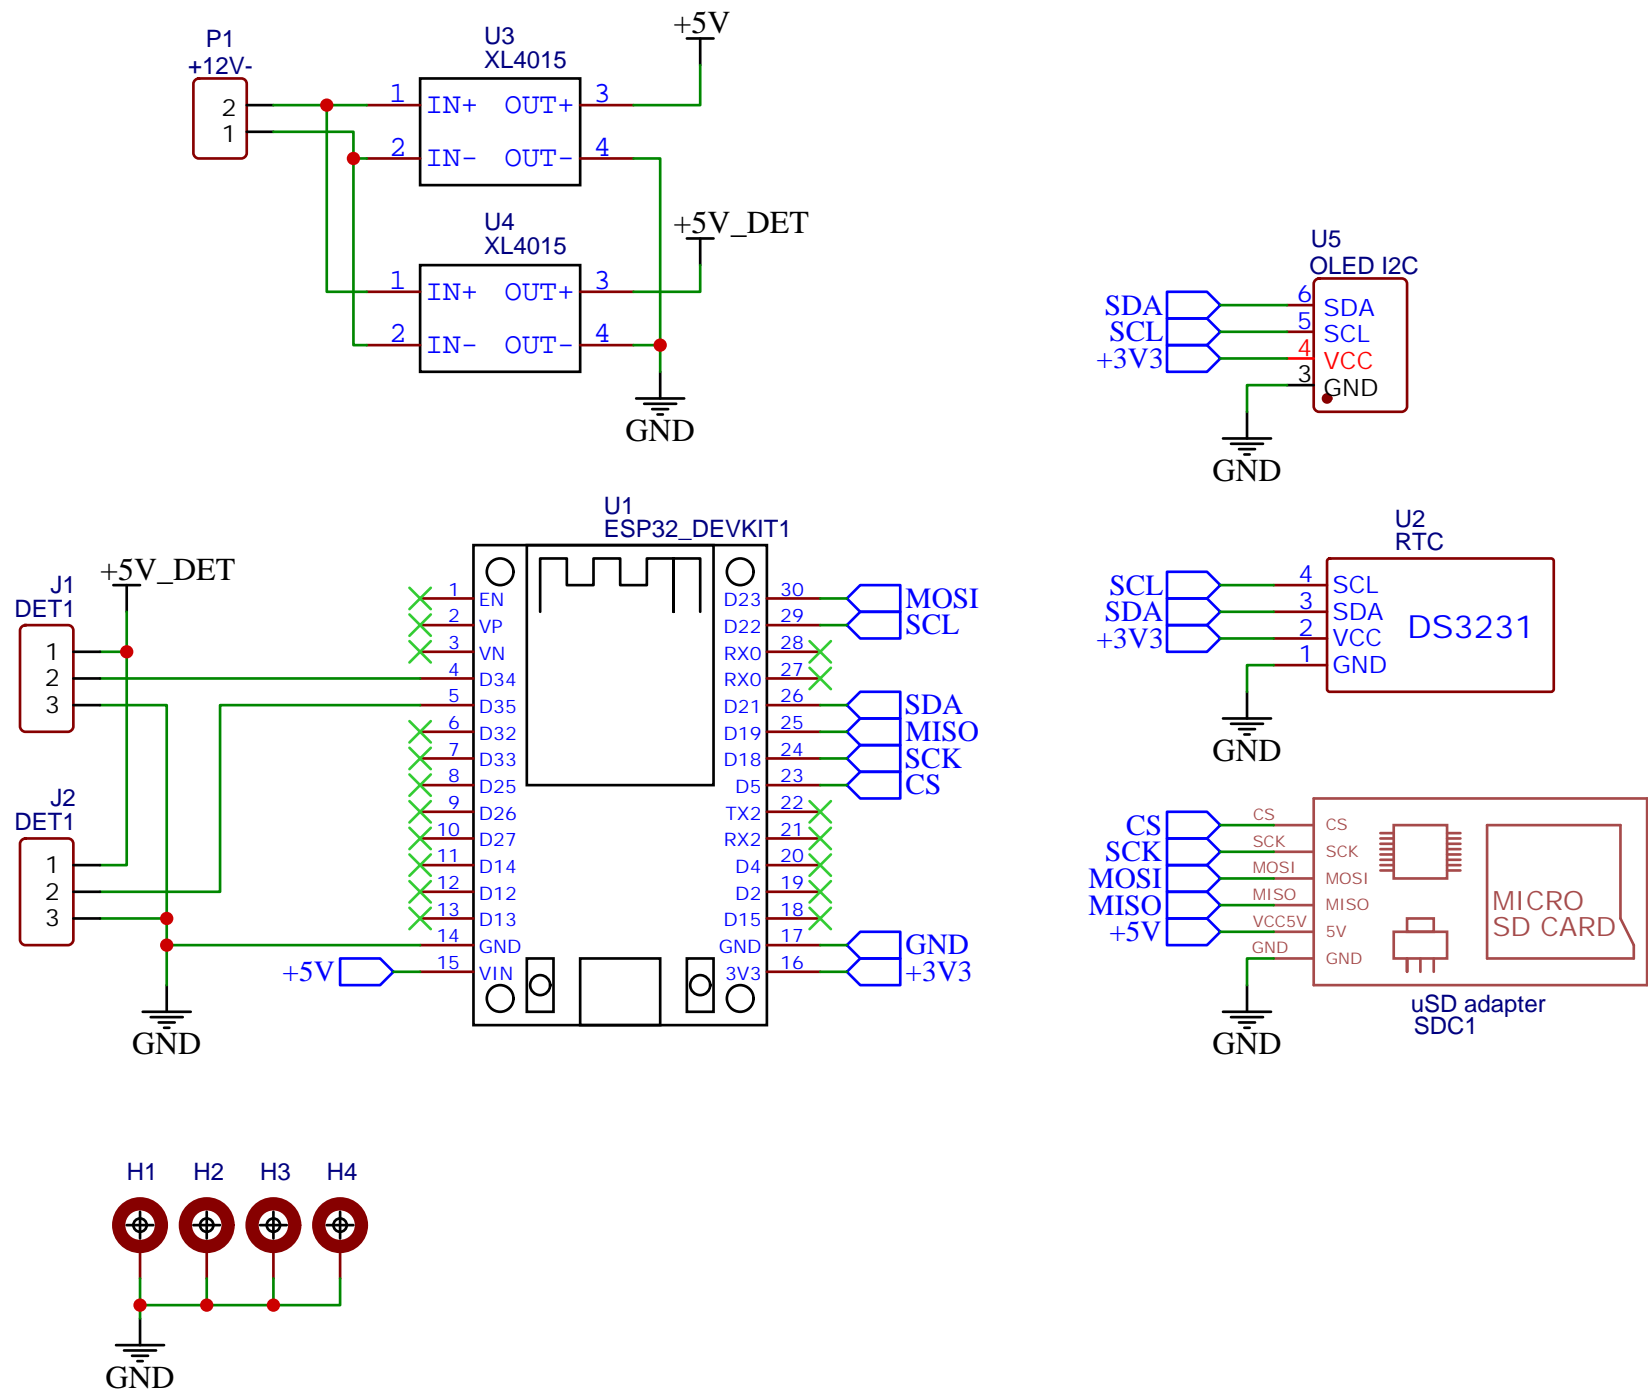 P1
+12V-
2
1
U3
XL4015
1 IN+ OUT+ 3
2 IN- OUT- 4
+5V
U4
XL4015
1 IN+ OUT+ 3
2 IN- OUT- 4
+5V_DET
GND
U5
OLED I2C
SDA 6 SDA
SCL 5 SCL
+3V3 4 VCC
3 GND
GND
U2
RTC
SCL 4 SCL
SDA 3 SDA
+3V3 2 VCC
1 GND
DS3231
GND
CS CS CS
SCK SCK SCK
MOSI MOSI MOSI
MISO MISO MISO
+5V VCC5V 5V
GND GND
MICRO
SD CARD
uSD adapter
SDC1
GND
+5V_DET
J1
DET1
1
2
3
J2
DET1
1
2
3
GND
U1
ESP32_DEVKIT1
1 EN
2 VP
3 VN
4 D34
5 D35
6 D32
7 D33
8 D25
9 D26
10 D27
11 D14
12 D12
13 D13
14 GND
+5V 15 VIN
D23 30 MOSI
D22 29 SCL
RX0 28
RX0 27
D21 26 SDA
D19 25 MISO
D18 24 SCK
D5 23 CS
TX2 22
RX2 21
D4 20
D2 19
D15 18
GND 17 GND
3V3 16 +3V3
H1 H2 H3 H4
GND